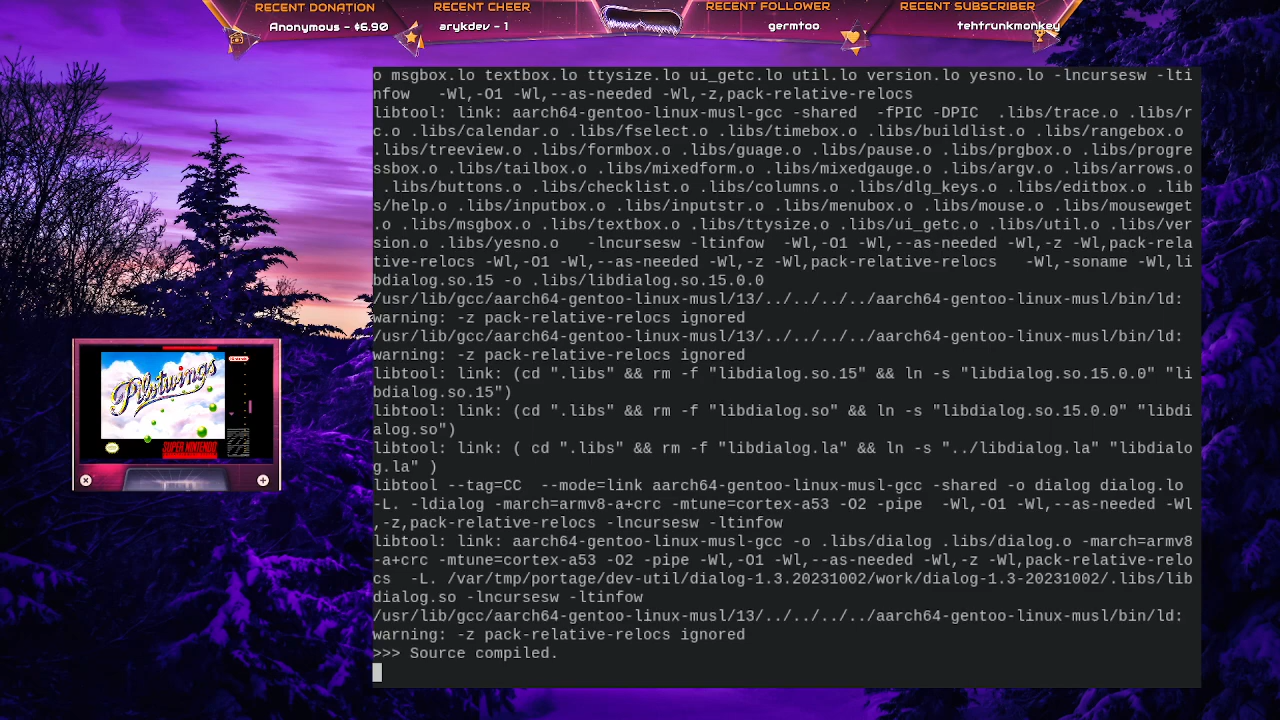 RECENT DONATION
Anonymous - $6.90
RECENT CHEER
arykdev - 1
RECENT FOLLOWER
germtoo
RECENT SUBSCRIBER
tehtrunkmonkey
o msgbox.lo textbox.lo ttysize.lo ui_getc.lo util.lo version.lo yesno.lo -lncursesw -lti
nfow   -Wl,-O1 -Wl,--as-needed -Wl,-z,pack-relative-relocs
libtool: link: aarch64-gentoo-linux-musl-gcc -shared  -fPIC -DPIC  .libs/trace.o .libs/r
c.o .libs/calendar.o .libs/fselect.o .libs/timebox.o .libs/buildlist.o .libs/rangebox.o
.libs/treeview.o .libs/formbox.o .libs/guage.o .libs/pause.o .libs/prgbox.o .libs/progre
ssbox.o .libs/tailbox.o .libs/mixedform.o .libs/mixedgauge.o .libs/argv.o .libs/arrows.o
 .libs/buttons.o .libs/checklist.o .libs/columns.o .libs/dlg_keys.o .libs/editbox.o .lib
s/help.o .libs/inputbox.o .libs/inputstr.o .libs/menubox.o .libs/mouse.o .libs/mousewget
.o .libs/msgbox.o .libs/textbox.o .libs/ttysize.o .libs/ui_getc.o .libs/util.o .libs/ver
sion.o .libs/yesno.o   -lncursesw -ltinfow  -Wl,-O1 -Wl,--as-needed -Wl,-z -Wl,pack-rela
tive-relocs -Wl,-O1 -Wl,--as-needed -Wl,-z -Wl,pack-relative-relocs   -Wl,-soname -Wl,li
bdialog.so.15 -o .libs/libdialog.so.15.0.0
/usr/lib/gcc/aarch64-gentoo-linux-musl/13/../../../../aarch64-gentoo-linux-musl/bin/ld:
warning: -z pack-relative-relocs ignored
/usr/lib/gcc/aarch64-gentoo-linux-musl/13/../../../../aarch64-gentoo-linux-musl/bin/ld:
warning: -z pack-relative-relocs ignored
libtool: link: (cd ".libs" && rm -f "libdialog.so.15" && ln -s "libdialog.so.15.0.0" "li
bdialog.so.15")
libtool: link: (cd ".libs" && rm -f "libdialog.so" && ln -s "libdialog.so.15.0.0" "libdi
alog.so")
libtool: link: ( cd ".libs" && rm -f "libdialog.la" && ln -s "../libdialog.la" "libdialo
g.la" )
libtool --tag=CC  --mode=link aarch64-gentoo-linux-musl-gcc -shared -o dialog dialog.lo
-L. -ldialog -march=armv8-a+crc -mtune=cortex-a53 -O2 -pipe  -Wl,-O1 -Wl,--as-needed -Wl
,-z,pack-relative-relocs -lncursesw -ltinfow
libtool: link: aarch64-gentoo-linux-musl-gcc -o .libs/dialog .libs/dialog.o -march=armv8
-a+crc -mtune=cortex-a53 -O2 -pipe -Wl,-O1 -Wl,--as-needed -Wl,-z -Wl,pack-relative-relo
cs  -L. /var/tmp/portage/dev-util/dialog-1.3.20231002/work/dialog-1.3-20231002/.libs/lib
dialog.so -lncursesw -ltinfow
/usr/lib/gcc/aarch64-gentoo-linux-musl/13/../../../../aarch64-gentoo-linux-musl/bin/ld:
warning: -z pack-relative-relocs ignored
>>> Source compiled.
Pilotwings
SUPER NINTENDO